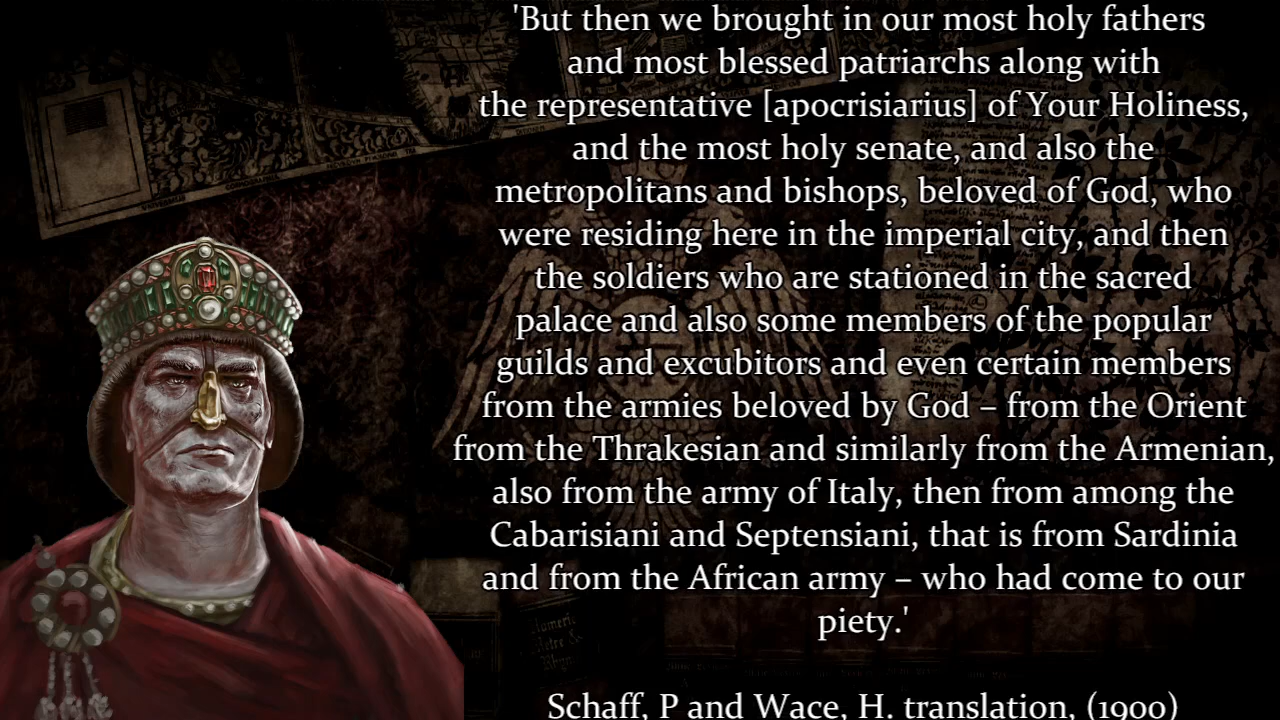 'But then we brought in our most holy fathers
and most blessed patriarchs along with
the representative [apocrisiarius] of Your Holiness,
and the most holy senate, and also the
metropolitans and bishops, beloved of God, who
were residing here in the imperial city, and then
the soldiers who are stationed in the sacred
palace and also some members of the popular
guilds and excubitors and even certain members
from the armies beloved by God – from the Orient
from the Thrakesian and similarly from the Armenian,
also from the army of Italy, then from among the
Cabarisiani and Septensiani, that is from Sardinia
and from the African army – who had come to our
piety.'
Schaff, P and Wace, H. translation, (1900)